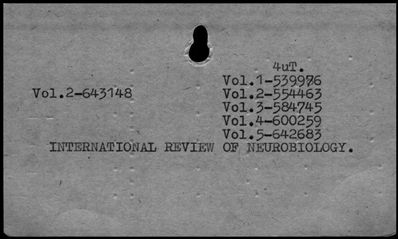 4uT.
Vol.1-539976
Vol.2-643148 Vol.2-554463
Vol.3-584745
Vol.4-600259
Vol.5-642683
INTERNATIONAL REVIEW OF NEUROBIOLOGY.